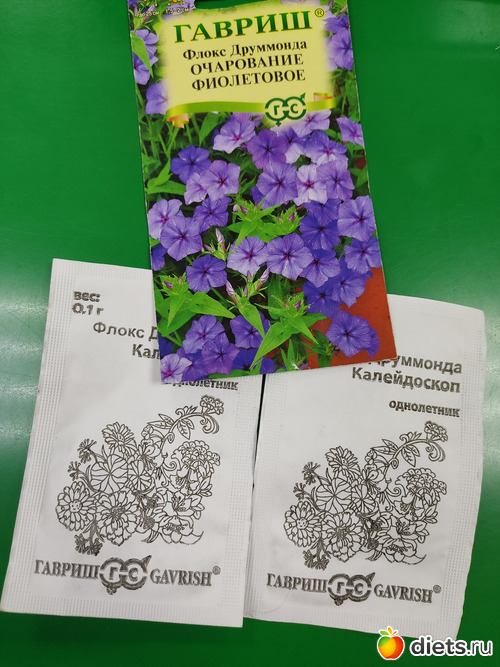 ГАВРИШ®
Флокс Друммонда
ОЧАРОВАНИЕ
ФИОЛЕТОВОЕ
Г-С
вес:
0,1 г
Флокс
однолетник
ГАВРИШ Г-С GAVRISH®
Друммонда
Калейдоскоп
однолетник
ГАВРИШ Г-С GAVRISH®
diets.ru